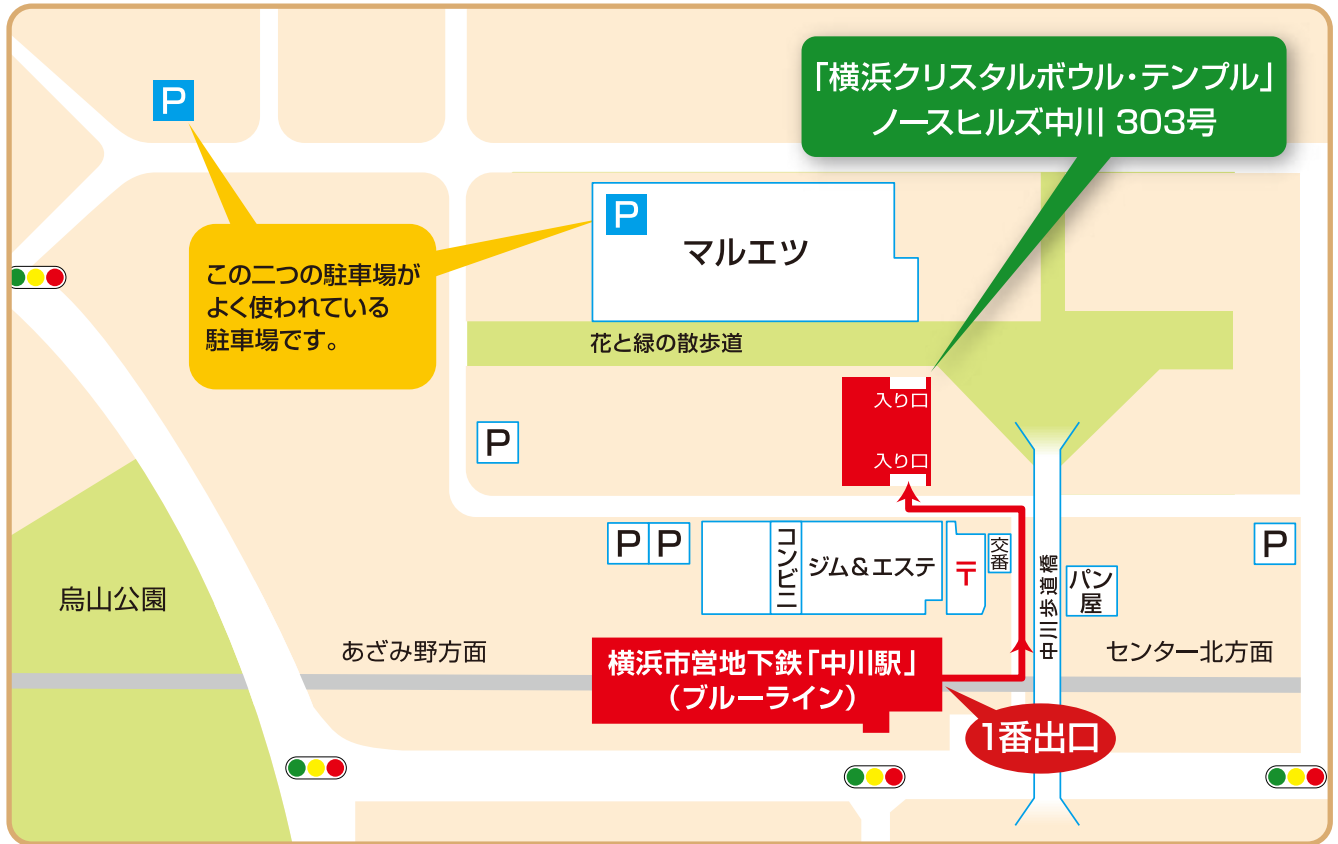 「横浜クリスタルボウル・テンプル」
ノースヒルズ中川 303号
P
P
マルエツ
この二つの駐車場が
よく使われている
駐車場です。
花と緑の散歩道
入り口
入り口
P
P
P
コンビニ
ジム&エステ
〒
交番
中川歩道橋
パン屋
P
烏山公園
あざみ野方面
センター北方面
横浜市営地下鉄「中川駅」
(ブルーライン)
1番出口